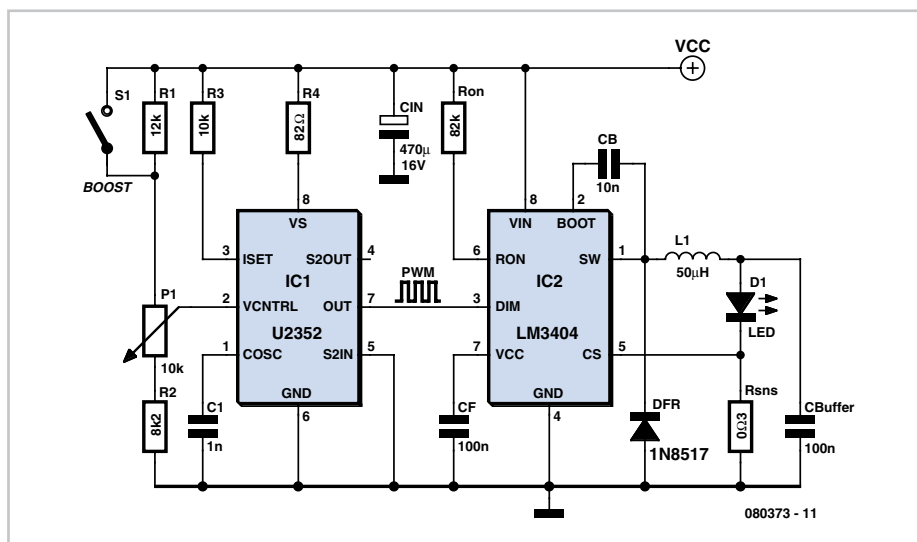 VCC
S1
R1
12k
R3
10k
R4
82Ω
CIN
470µ
16V
Ron
82k
CB
10n
BOOST
8
VS
3
ISET
S2OUT
4
IC1
P1
10k
2
VCNTRL
OUT
7
U2352
1
COSC
S2IN
5
GND
6
R2
8k2
C1
1n
PWM
8
2
VIN
BOOT
6
RON
SW
1
IC2
3
DIM
LM3404
7
VCC
CS
5
GND
4
CF
100n
L1
50µH
D1
LED
DFR
1N8517
Rsns
0Ω3
CBuffer
100n
080373 - 11